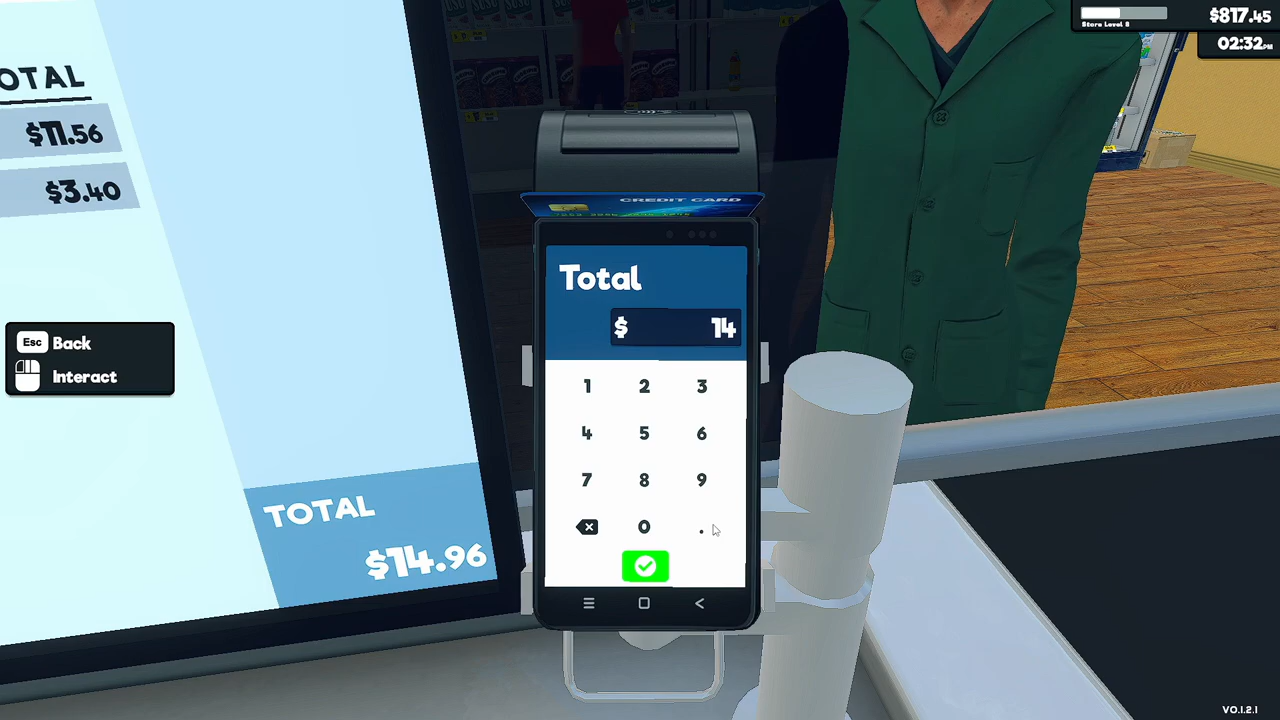 OTAL
$11.56
$3.40
TOTAL
$14.96
Esc Back
Interact
CREDIT CARD
Total
$ 14
1 2 3
4 5 6
7 8 9
0 .
Store Level 8
$817.45
02:32PM
V0.1.2.1